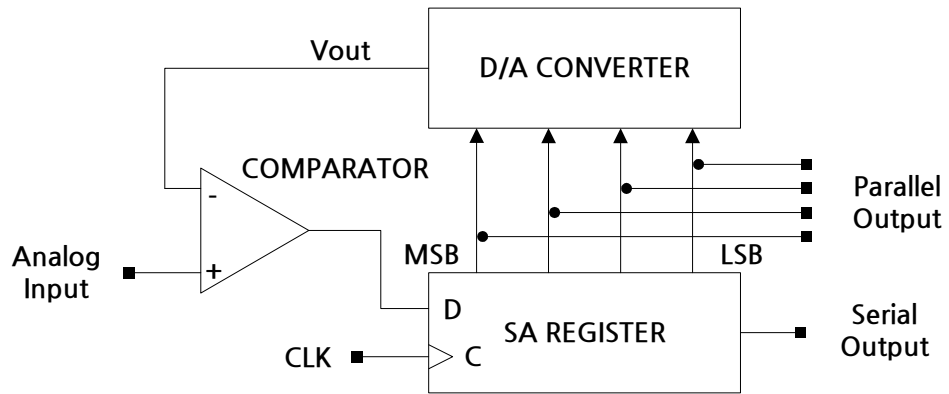 Vout
D/A CONVERTER
COMPARATOR
-
+
Analog
Input
MSB
LSB
Parallel
Output
D
SA REGISTER
CLK
C
Serial
Output